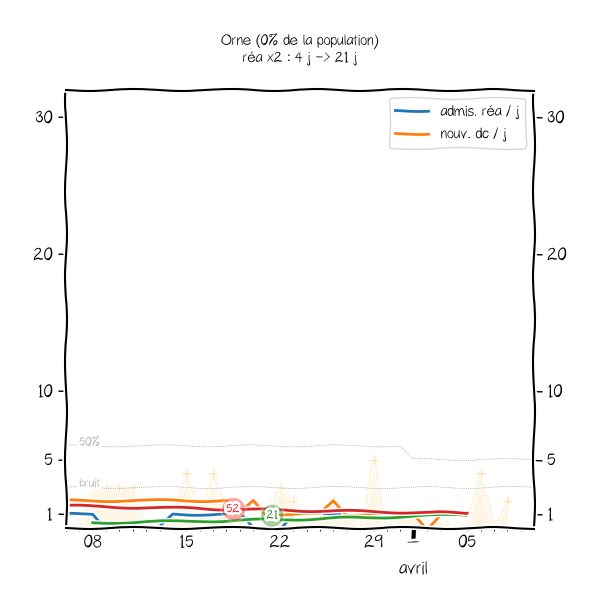 Orne (0% de la population)
réa x2 : 4 j -> 21 j
admis. réa / j
nouv. dc / j
30 30
20 20
10 10
50%
5 5
bruit
52
21
1 1
08 15 22 29 05
avril